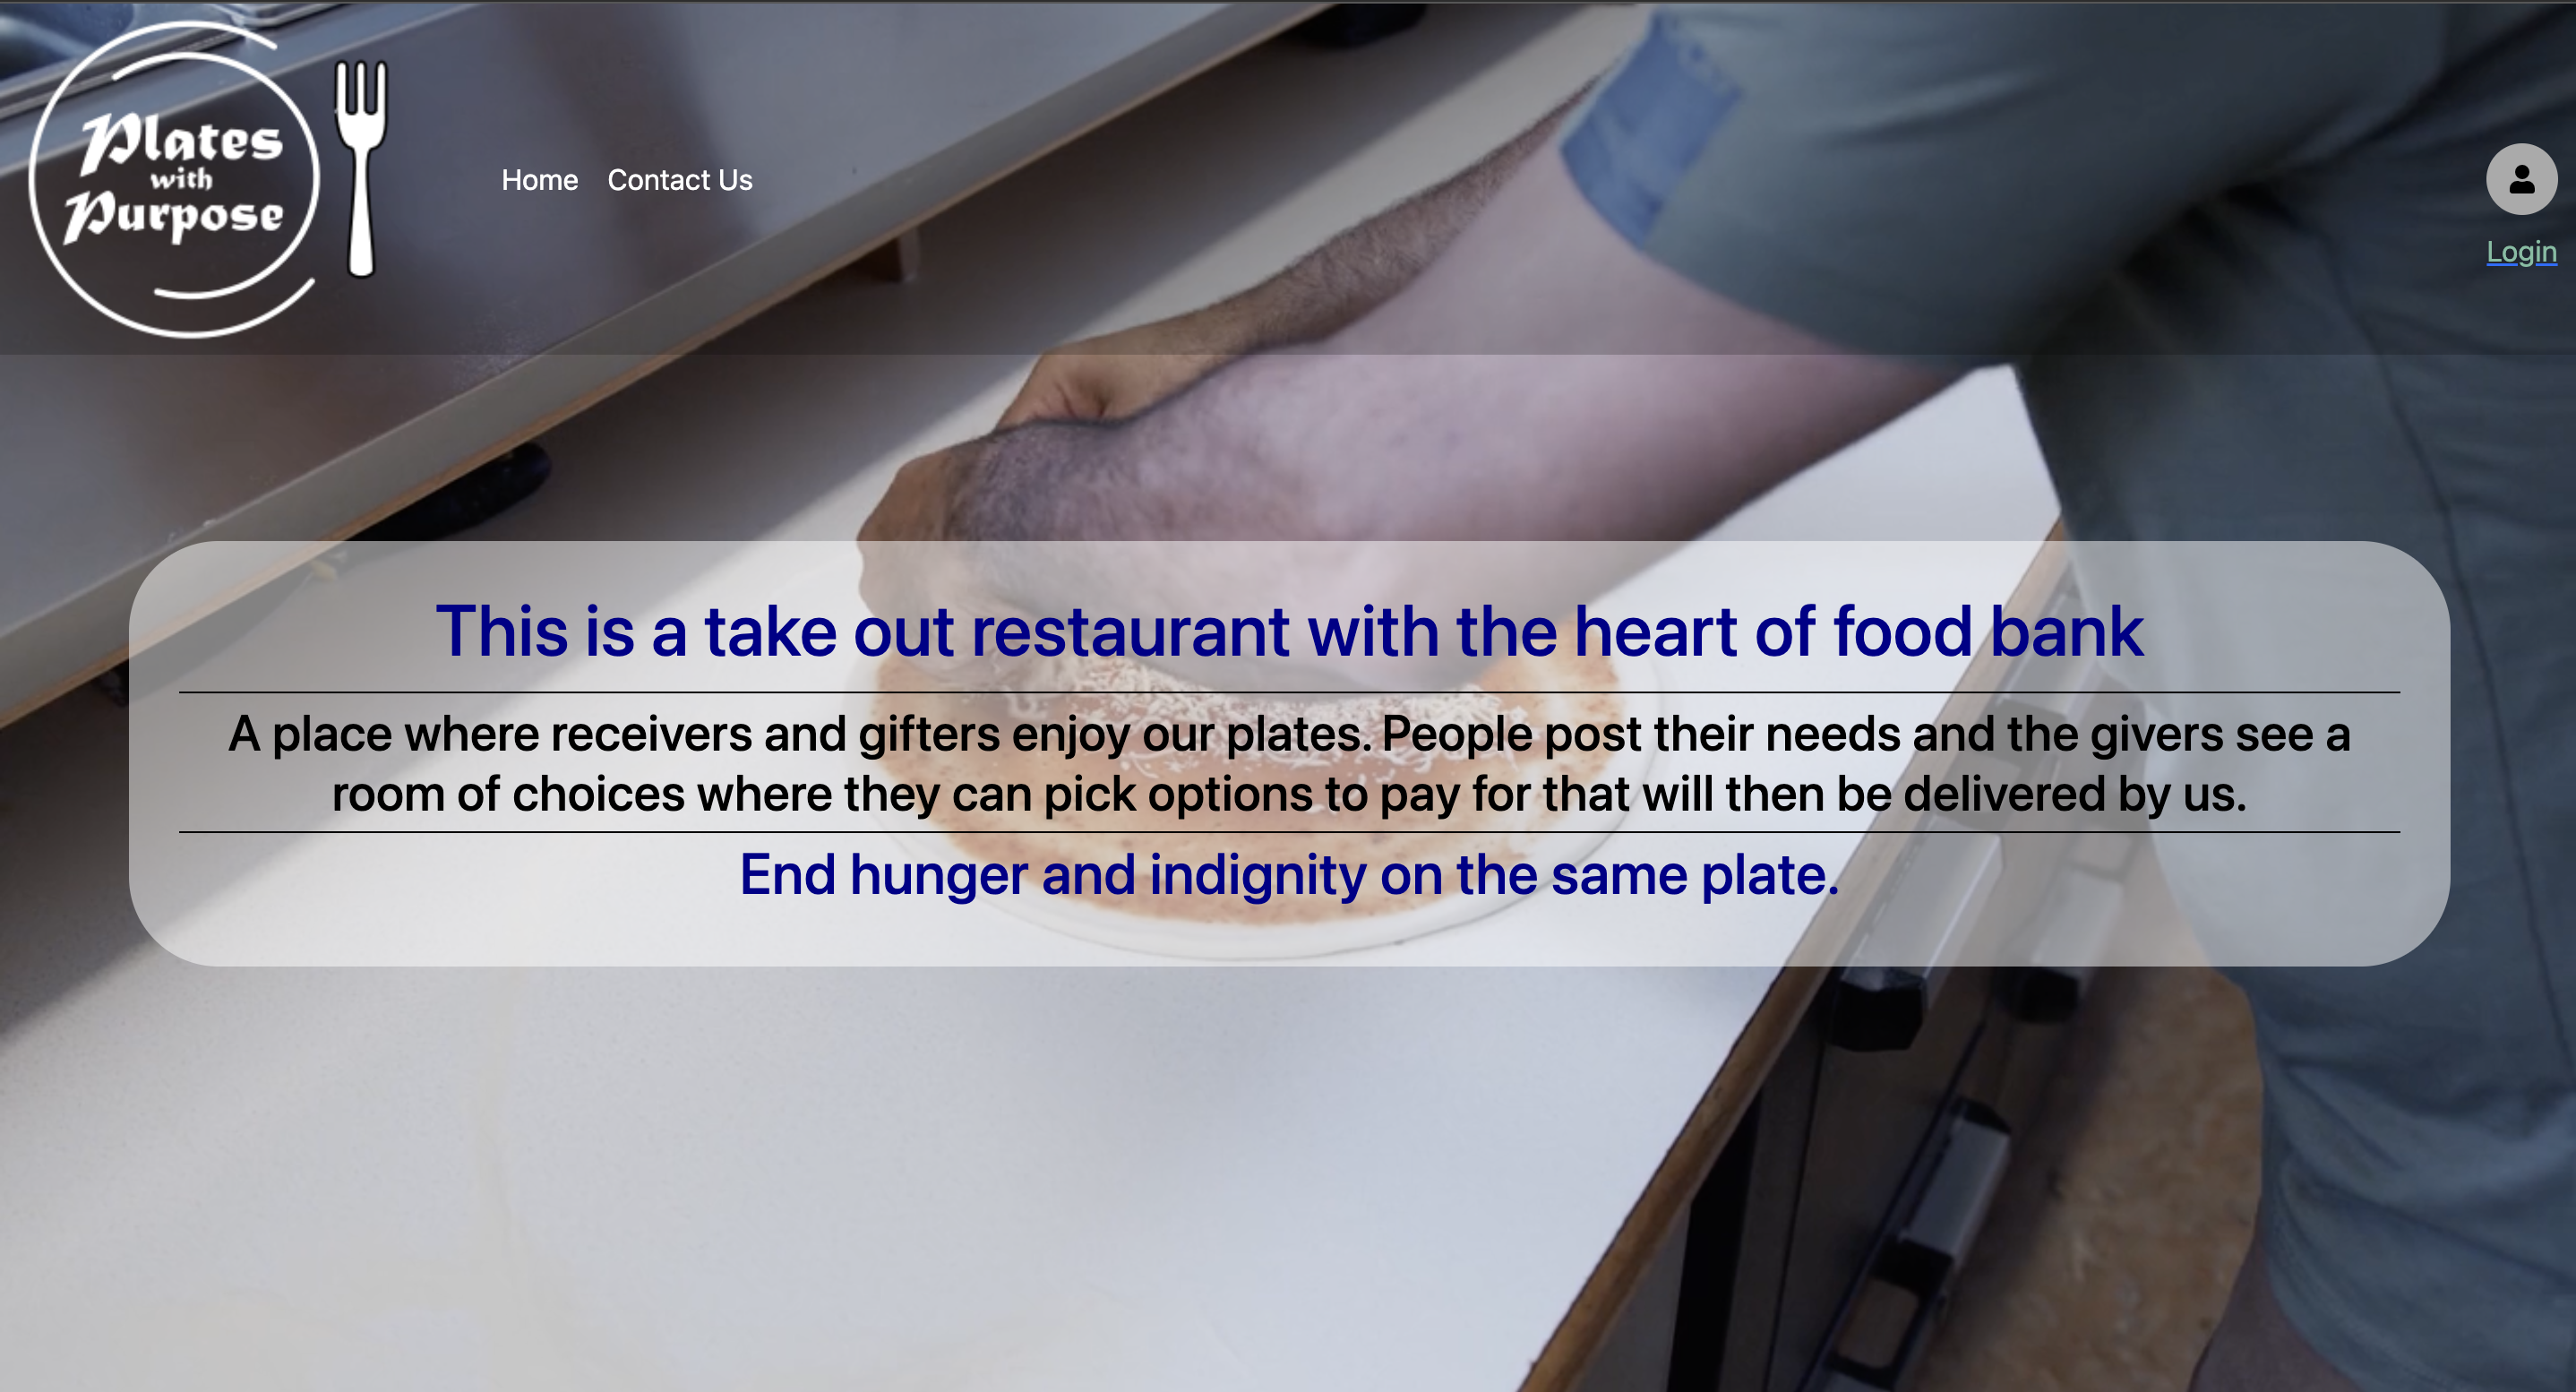 Plates
with
Purpose
Home Contact Us
Login
This is a take out restaurant with the heart of food bank
A place where receivers and gifters enjoy our plates. People post their needs and the givers see a
room of choices where they can pick options to pay for that will then be delivered by us.
End hunger and indignity on the same plate.